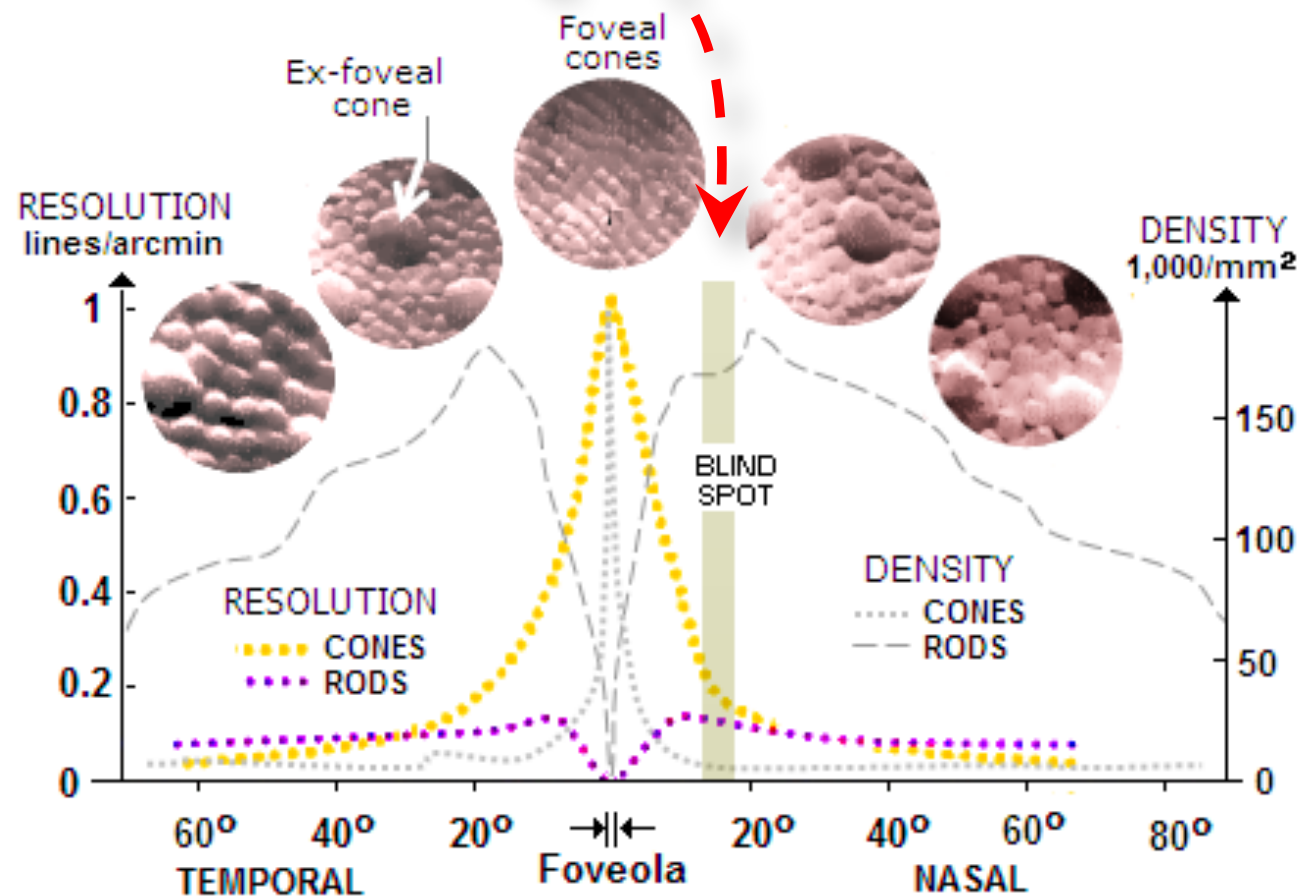 Foveal
cones
Ex-foveal
cone
RESOLUTION
lines/arcmin
DENSITY
1,000/mm²
1
0.8
0.6
0.4
0.2
0
150
100
50
0
BLIND
SPOT
RESOLUTION
CONES
RODS
DENSITY
CONES
RODS
60º 40º 20º 20º 40º 60º 80º
TEMPORAL Foveola NASAL